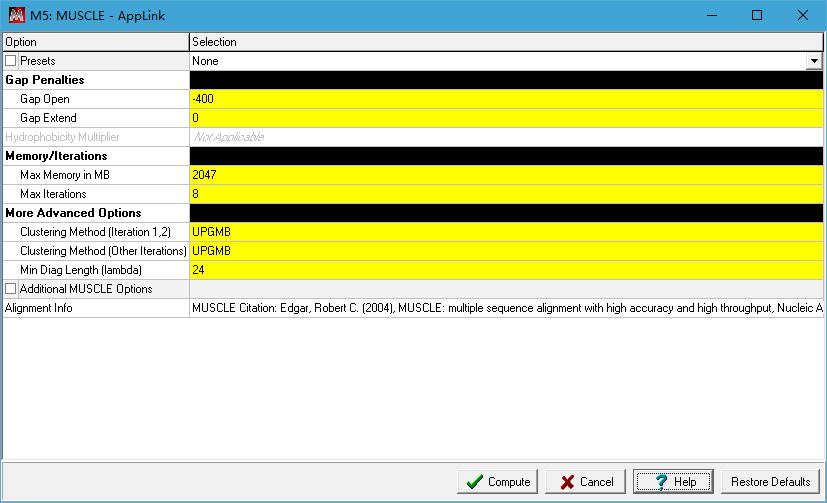 M5: MUSCLE - AppLink
Option Selection
Presets None
Gap Penalties
Gap Open -400
Gap Extend 0
Hydrophobicity Multiplier Not Applicable
Memory/Iterations
Max Memory in MB 2047
Max Iterations 8
More Advanced Options
Clustering Method (Iteration 1,2) UPGMB
Clustering Method (Other Iterations) UPGMB
Min Diag Length (lambda) 24
Additional MUSCLE Options
Alignment Info MUSCLE Citation: Edgar, Robert C. (2004), MUSCLE: multiple sequence alignment with high accuracy and high throughput, Nucleic A
Compute Cancel ? Help Restore Defaults